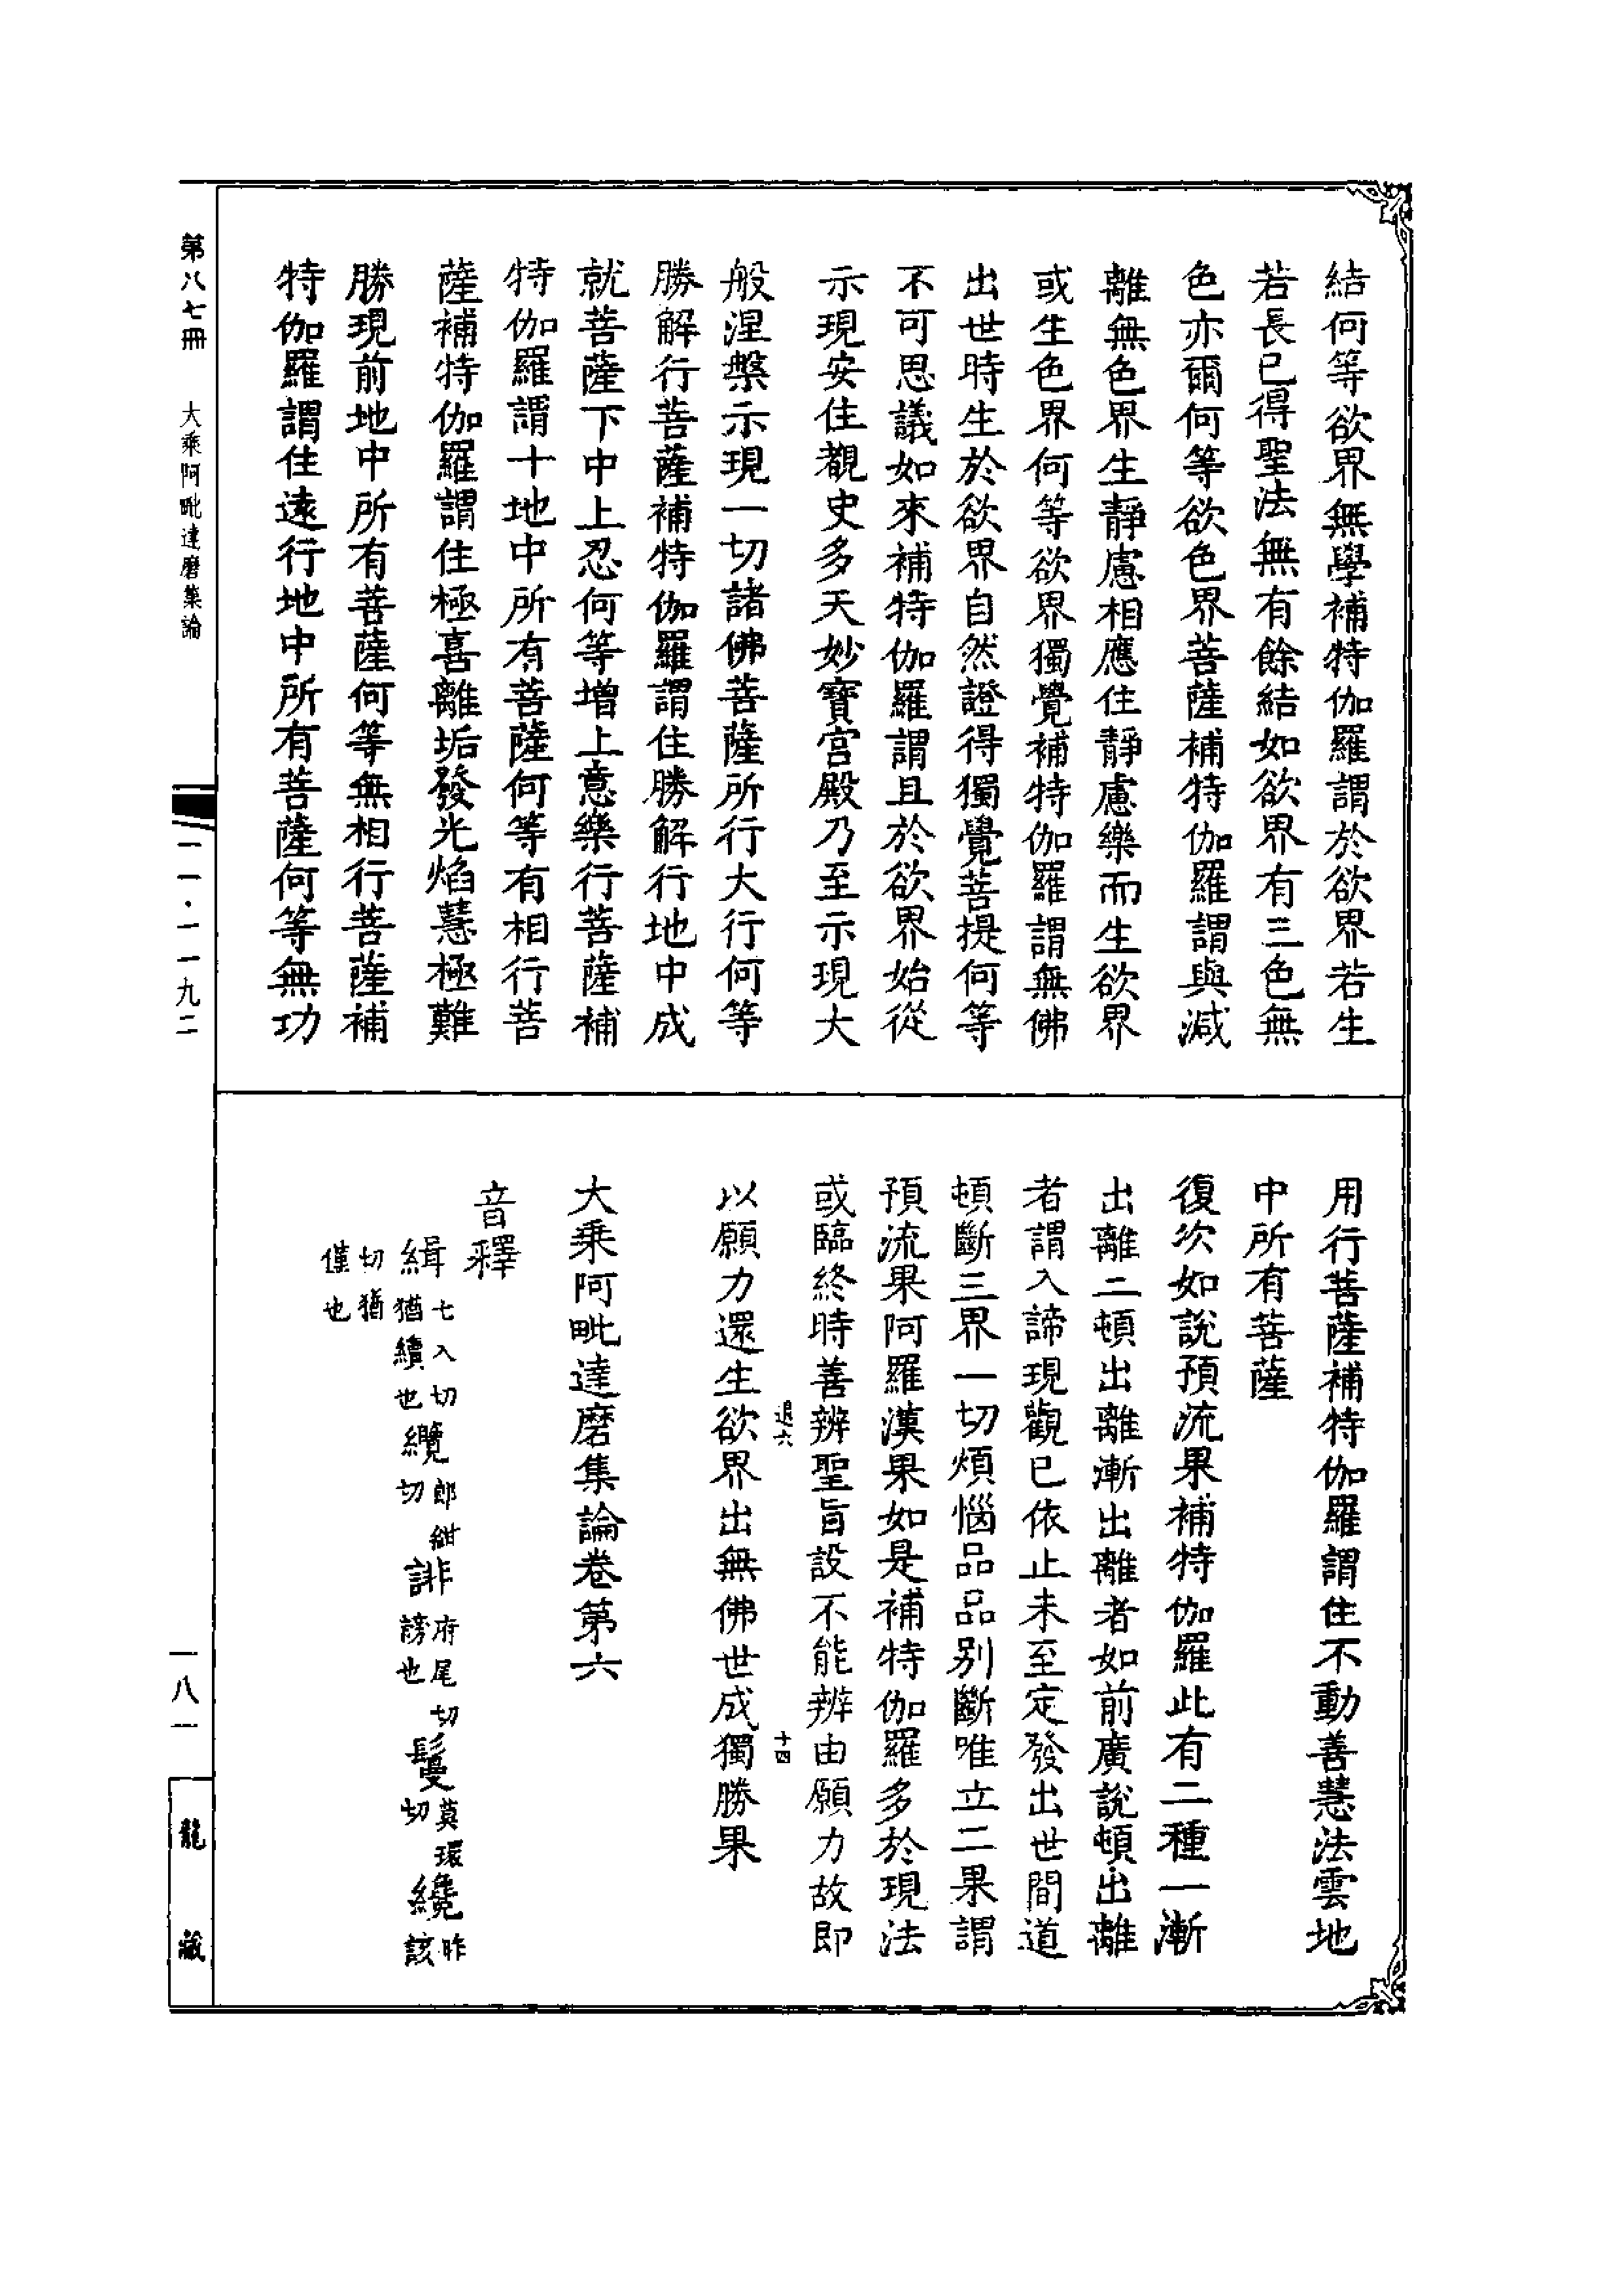 結何等欲界無學補特伽羅謂於欲界若生
若長已得聖法無有餘結如欲界有三色無
色亦爾何等欲色界菩薩補特伽羅謂與滅
離無色界生靜慮相應住靜慮樂而生欲界
或生色界何等欲界獨覺補特伽羅謂無佛
出世時生於欲界自然證得獨覺菩提何等
不可思議如來補特伽羅謂且於欲界始從
示現安住覩史多天妙寶宮殿乃至示現大
般涅槃示現一切諸佛菩薩所行大行何等
勝解行菩薩補特伽羅謂住勝解行地中成
就菩薩下中上忍何等增上意樂行菩薩補
特伽羅謂十地中所有菩薩何等有相行菩
薩補特伽羅謂住極喜離垢發光焰慧極難
勝現前地中所有菩薩何等無相行菩薩補
特伽羅謂住遠行地中所有菩薩何等無功
用行菩薩補特伽羅謂住不動善慧法雲地
中所有菩薩
復次如說預流果補特伽羅此有二種一漸
出離二頓出離漸出離者如前廣說頓出離
者謂入諦現觀已依止未至定發出世間道
頓斷三界一切煩惱品品別斷唯立二果謂
預流果阿羅漢果如是補特伽羅多於現法
或臨終時善辨聖旨設不能辨由願力故即
退六 十四
以願力還生欲界出無佛世成獨勝果
大乘阿毗達磨集論卷第六
音釋
緝七入切猶續也纜郎紺切誹府尾切謗也鬘莫環切纔昨該
切猶僅也
第八七冊 大乘阿毗達磨集論 一一·一一九二 一八一 龍藏